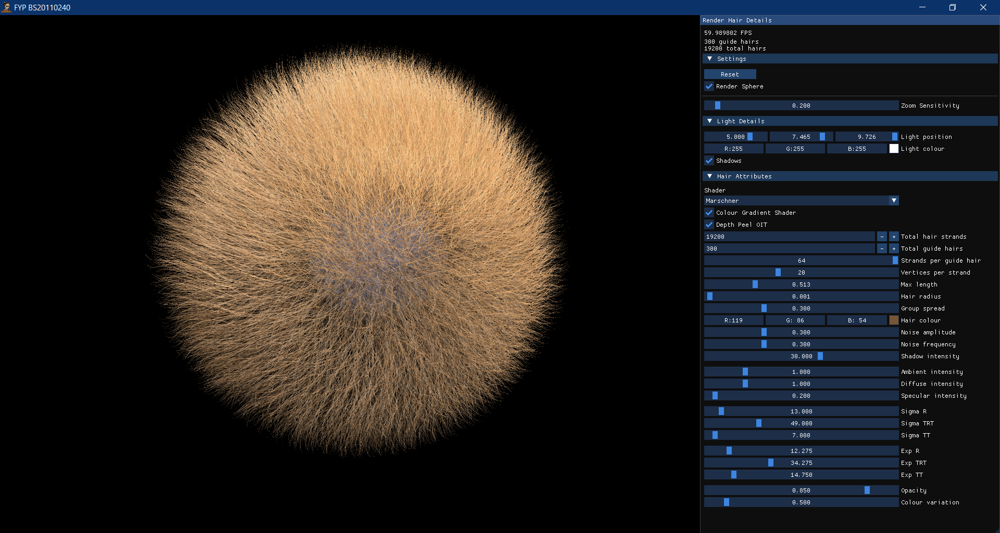 FYP BS20110240
Render Hair Details
59.989802 FPS
300 guide hairs
19200 total hairs
Settings
Reset
Render Sphere
0.200 Zoom Sensitivity
Light Details
5.000 7.465 9.726 Light position
R:255 G:255 B:255 Light colour
Shadows
Hair Attributes
Shader
Marschner
Colour Gradient Shader
Depth Peel OIT
19200 - + Total hair strands
300 - + Total guide hairs
64 Strands per guide hair
20 Vertices per strand
0.513 Max length
0.001 Hair radius
0.300 Group spread
R:119 G: 86 B: 54 Hair colour
0.300 Noise amplitude
0.300 Noise frequency
30.000 Shadow intensity
1.000 Ambient intensity
1.000 Diffuse intensity
0.200 Specular intensity
13.000 Sigma R
49.000 Sigma TRT
7.000 Sigma TT
12.275 Exp R
34.275 Exp TRT
14.750 Exp TT
0.850 Opacity
0.500 Colour variation